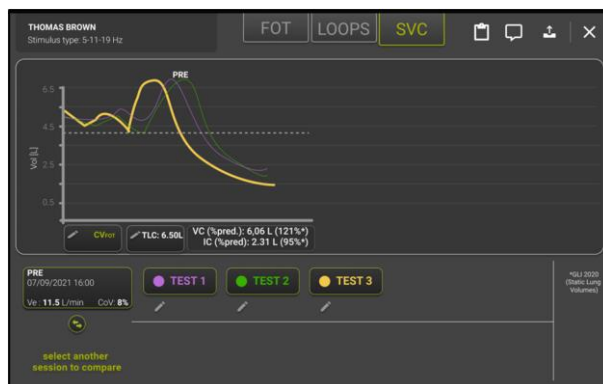 THOMAS BROWN
Stimulus type: 5-11-19 Hz
FOT
LOOPS
SVC
PRE
6.5
4.5
2.5
0.5
Vol [L]
CVFOT
TLC: 6.50L
VC (%pred.): 6,06 L (121%*)
IC (%pred): 2.31 L (95%*)
PRE
07/09/2021 16:00
Ve : 11.5 L/min CoV: 8%
TEST 1
TEST 2
TEST 3
*GLI 2020
(Static Lung
Volumes)
select another
session to compare